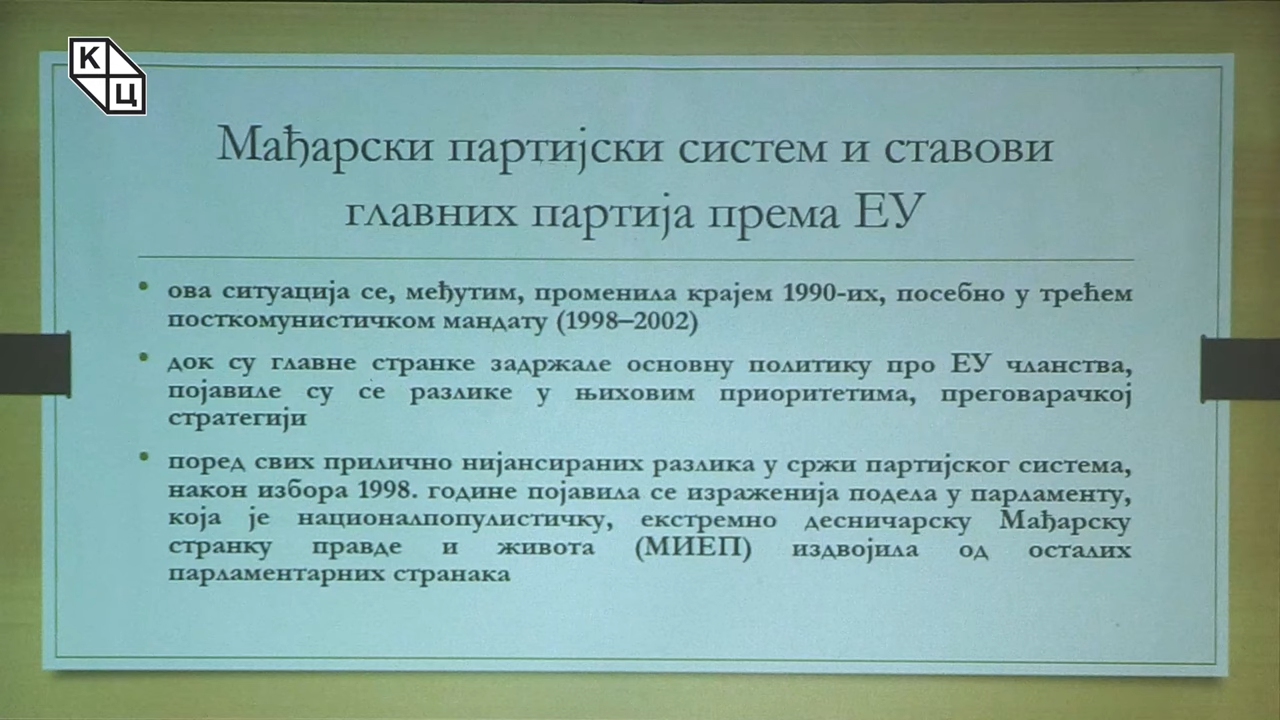 К
Ц
Мађарски партијски систем и ставови
главних партија према ЕУ
• ова ситуација се, међутим, променила крајем 1990-их, посебно у трећем
посткомунистичком мандату (1998–2002)
• док су главне странке задржале основну политику про ЕУ чланства,
појавиле су се разлике у њиховим приоритетима, преговарачкој
стратегији
• поред свих прилично нијансираних разлика у сржи партијског система,
након избора 1998. године појавила се израженија подела у парламенту,
која је националпопулистичку, екстремно десничарску Мађарску
странку правде и живота (МИЕП) издвојила од осталих
парламентарних странака